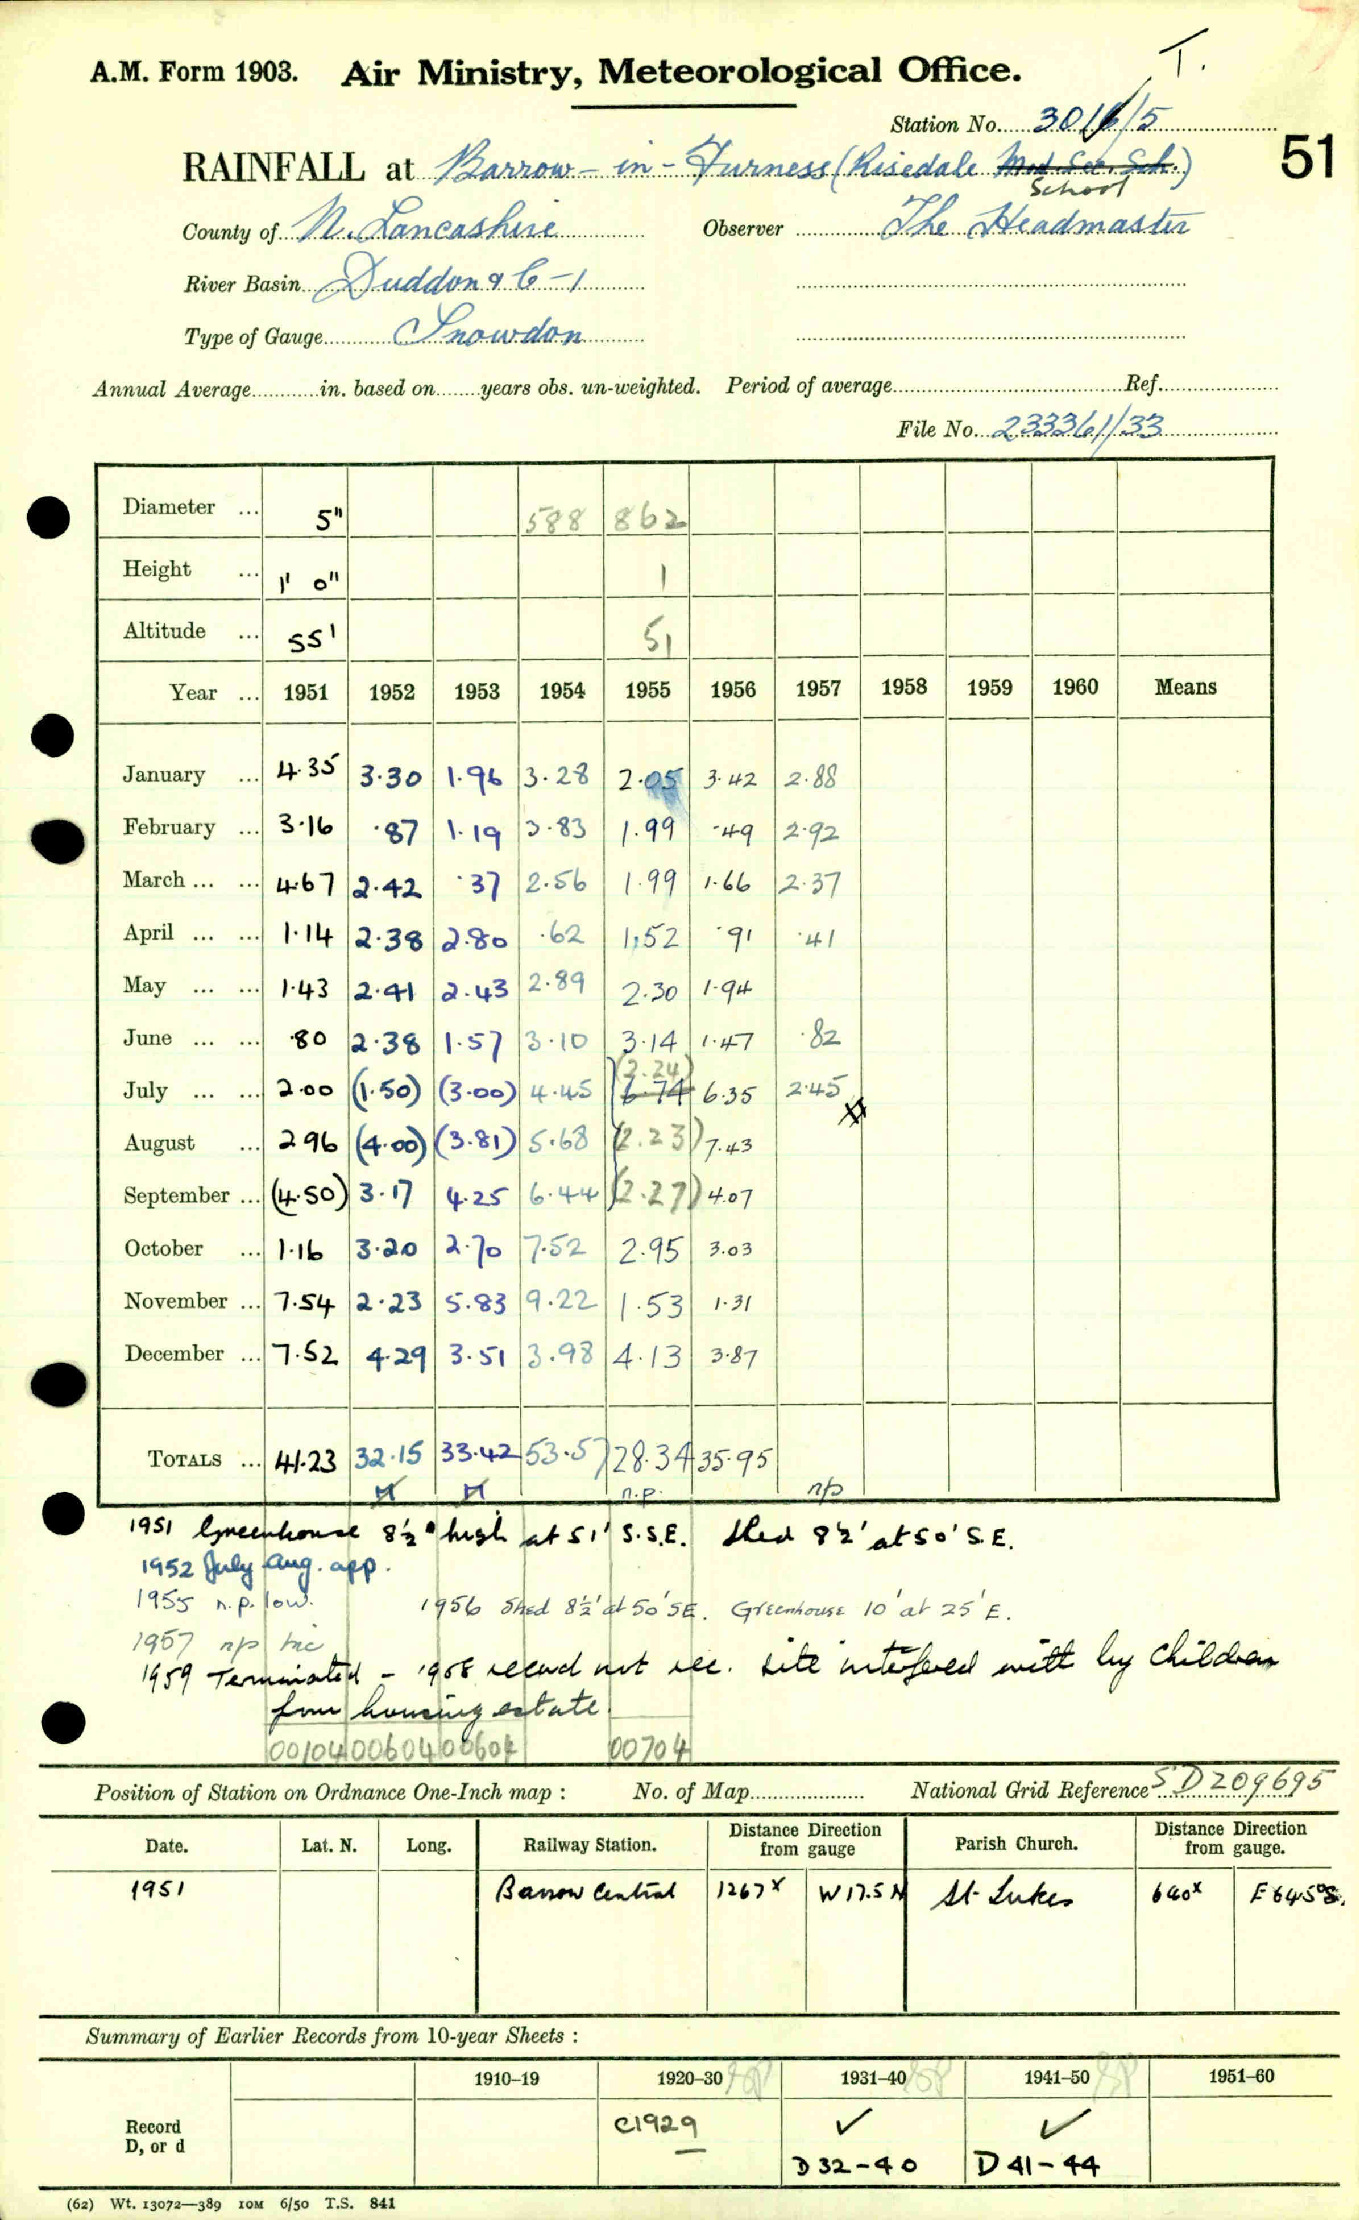 T.
A.M. Form 1903. Air Ministry, Meteorological Office.
Station No. 3016/5
51
RAINFALL at Barrow-in-Furness (Risedale Mod. Sec. Sch.)
School
County of N. Lancashire Observer The Headmaster
River Basin Duddon & C-1
Type of Gauge Snowdon
Annual Average............in. based on........years obs. un-weighted. Period of average............Ref............
File No. 233361/33
Diameter ... 5" 588 862
Height ... 1' 0" 1
Altitude ... 55' 51
Year ... 1951 1952 1953 1954 1955 1956 1957 1958 1959 1960 Means
January ... 4.35 3.30 1.96 3.28 2.05 3.42 2.88
February ... 3.16 .87 1.19 3.83 1.99 .49 2.92
March ... ... 4.67 2.42 .37 2.56 1.99 1.66 2.37
April ... ... 1.14 2.38 2.80 .62 1.52 .91 .41
May ... ... 1.43 2.41 2.43 2.89 2.30 1.94
June ... ... .80 2.38 1.57 3.10 3.14 1.47 .82
(2.24)
July ... ... 2.00 (1.50) (3.00) 4.45 6.74 6.35 2.45
August ... 2.96 (4.00) (3.81) 5.68 (2.23) 7.43
September ... (4.50) 3.17 4.25 6.44 (2.27) 4.07
October ... 1.16 3.20 2.70 7.52 2.95 3.03
November ... 7.54 2.23 5.83 9.22 1.53 1.31
December ... 7.52 4.29 3.51 3.98 4.13 3.87
TOTALS ... 41.23 32.15 33.42 53.57 28.34 35.95
n.p. np
1951 Greenhouse 8½' high at 51' S.S.E. Shed 8½' at 50' S.E.
1952 July Aug. app.
1955 n.p. low. 1956 Shed 8½' at 50' SE. Greenhouse 10' at 25' E.
1957 np inc
1959 Terminated - 1958 record not rec. Site interfered with by children
from housing estate.
00104 00604 00604 00704
Position of Station on Ordnance One-Inch map : No. of Map............ National Grid Reference SD209695
Date. Lat. N. Long. Railway Station. Distance Direction from gauge Parish Church. Distance Direction from gauge.
1951 Barrow Central 1267x W17.5N St. Lukes 640x E64.5°S.
Summary of Earlier Records from 10-year Sheets :
1910–19 1920–30 1931–40 1941–50 1951–60
Record D, or d C1929 ✓ ✓
D 32-40 D 41-44
(62) Wt. 13072—389 10M 6/50 T.S. 841